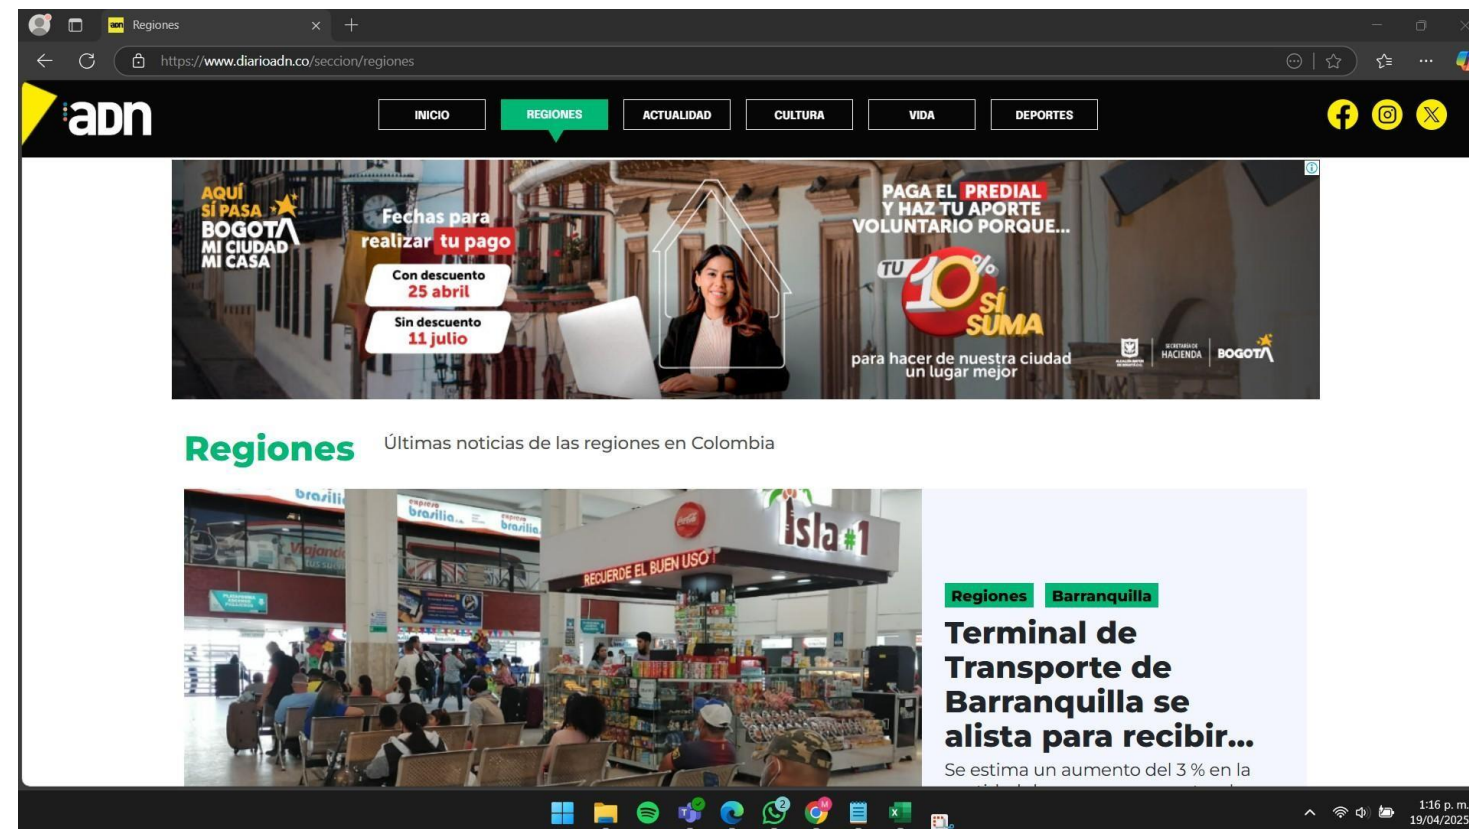 Regiones
https://www.diarioadn.co/seccion/regiones
adn
INICIO
REGIONES
ACTUALIDAD
CULTURA
VIDA
DEPORTES
AQUÍ
SÍ PASA
BOGOTÁ
MI CIUDAD
MI CASA
Fechas para
realizar tu pago
Con descuento
25 abril
Sin descuento
11 julio
PAGA EL PREDIAL
Y HAZ TU APORTE
VOLUNTARIO PORQUE...
TU 10%
SÍ
SUMA
para hacer de nuestra ciudad
un lugar mejor
SECRETARÍA DE
HACIENDA
BOGOTÁ
Regiones
Últimas noticias de las regiones en Colombia
expreso
brasilia
Viajando
Isla #1
RECUERDE EL BUEN USO
Regiones
Barranquilla
Terminal de
Transporte de
Barranquilla se
alista para recibir...
Se estima un aumento del 3 % en la
2
1:16 p. m.
19/04/2025